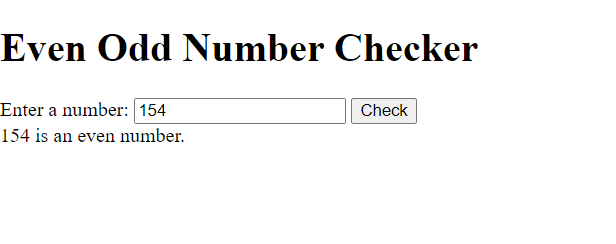 Even Odd Number Checker
Enter a number: 154 Check
154 is an even number.